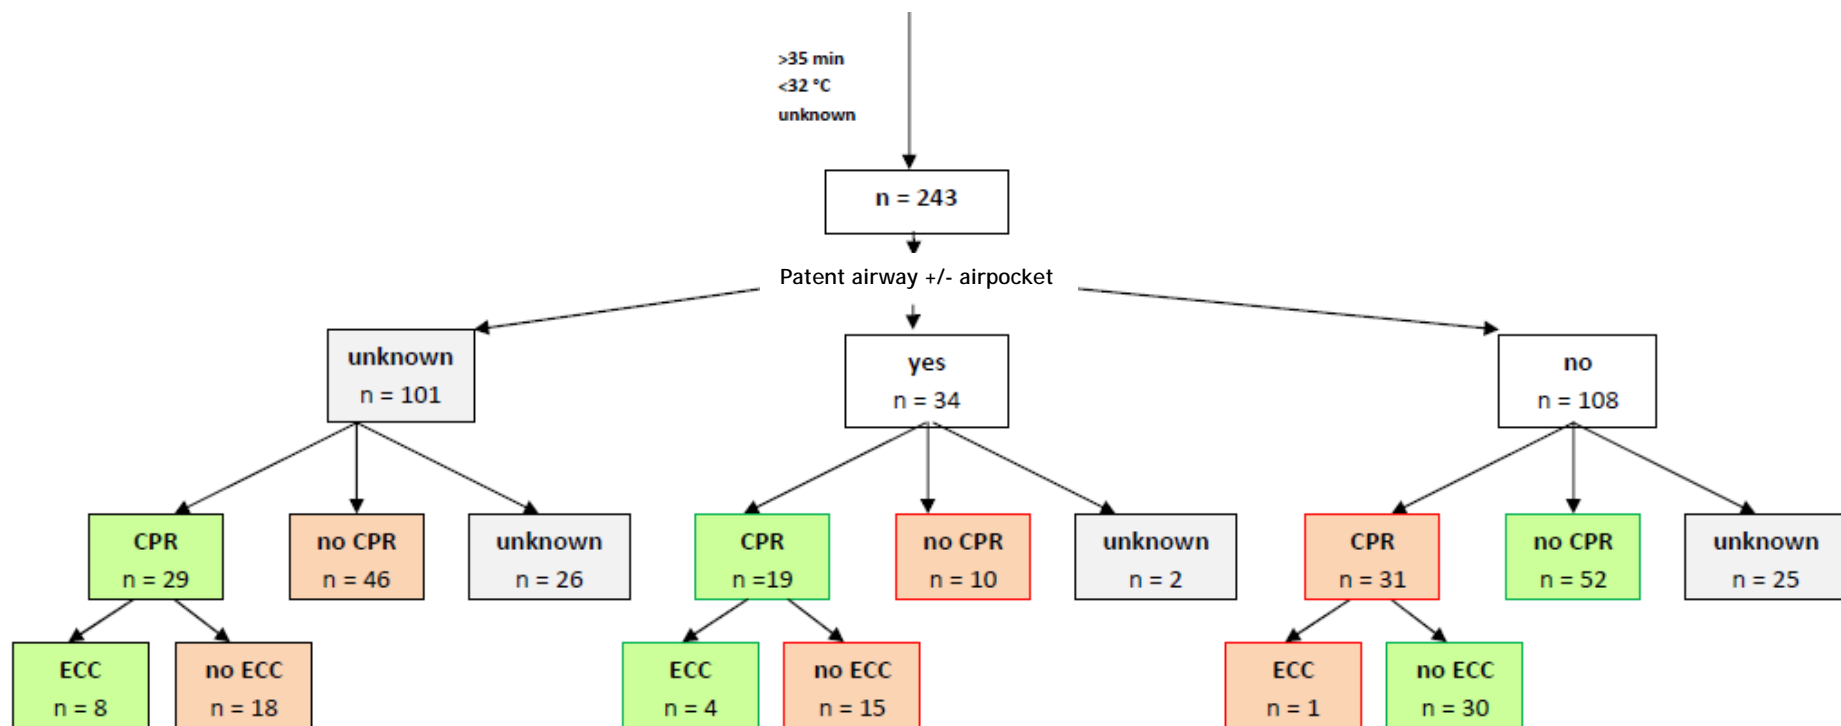 >35 min
<32 °C
unknown
n = 243
Patent airway +/- airpocket
unknown
n = 101
yes
n = 34
no
n = 108
CPR
n = 29
no CPR
n = 46
unknown
n = 26
CPR
n =19
no CPR
n = 10
unknown
n = 2
CPR
n = 31
no CPR
n = 52
unknown
n = 25
ECC
n = 8
no ECC
n = 18
ECC
n = 4
no ECC
n = 15
ECC
n = 1
no ECC
n = 30